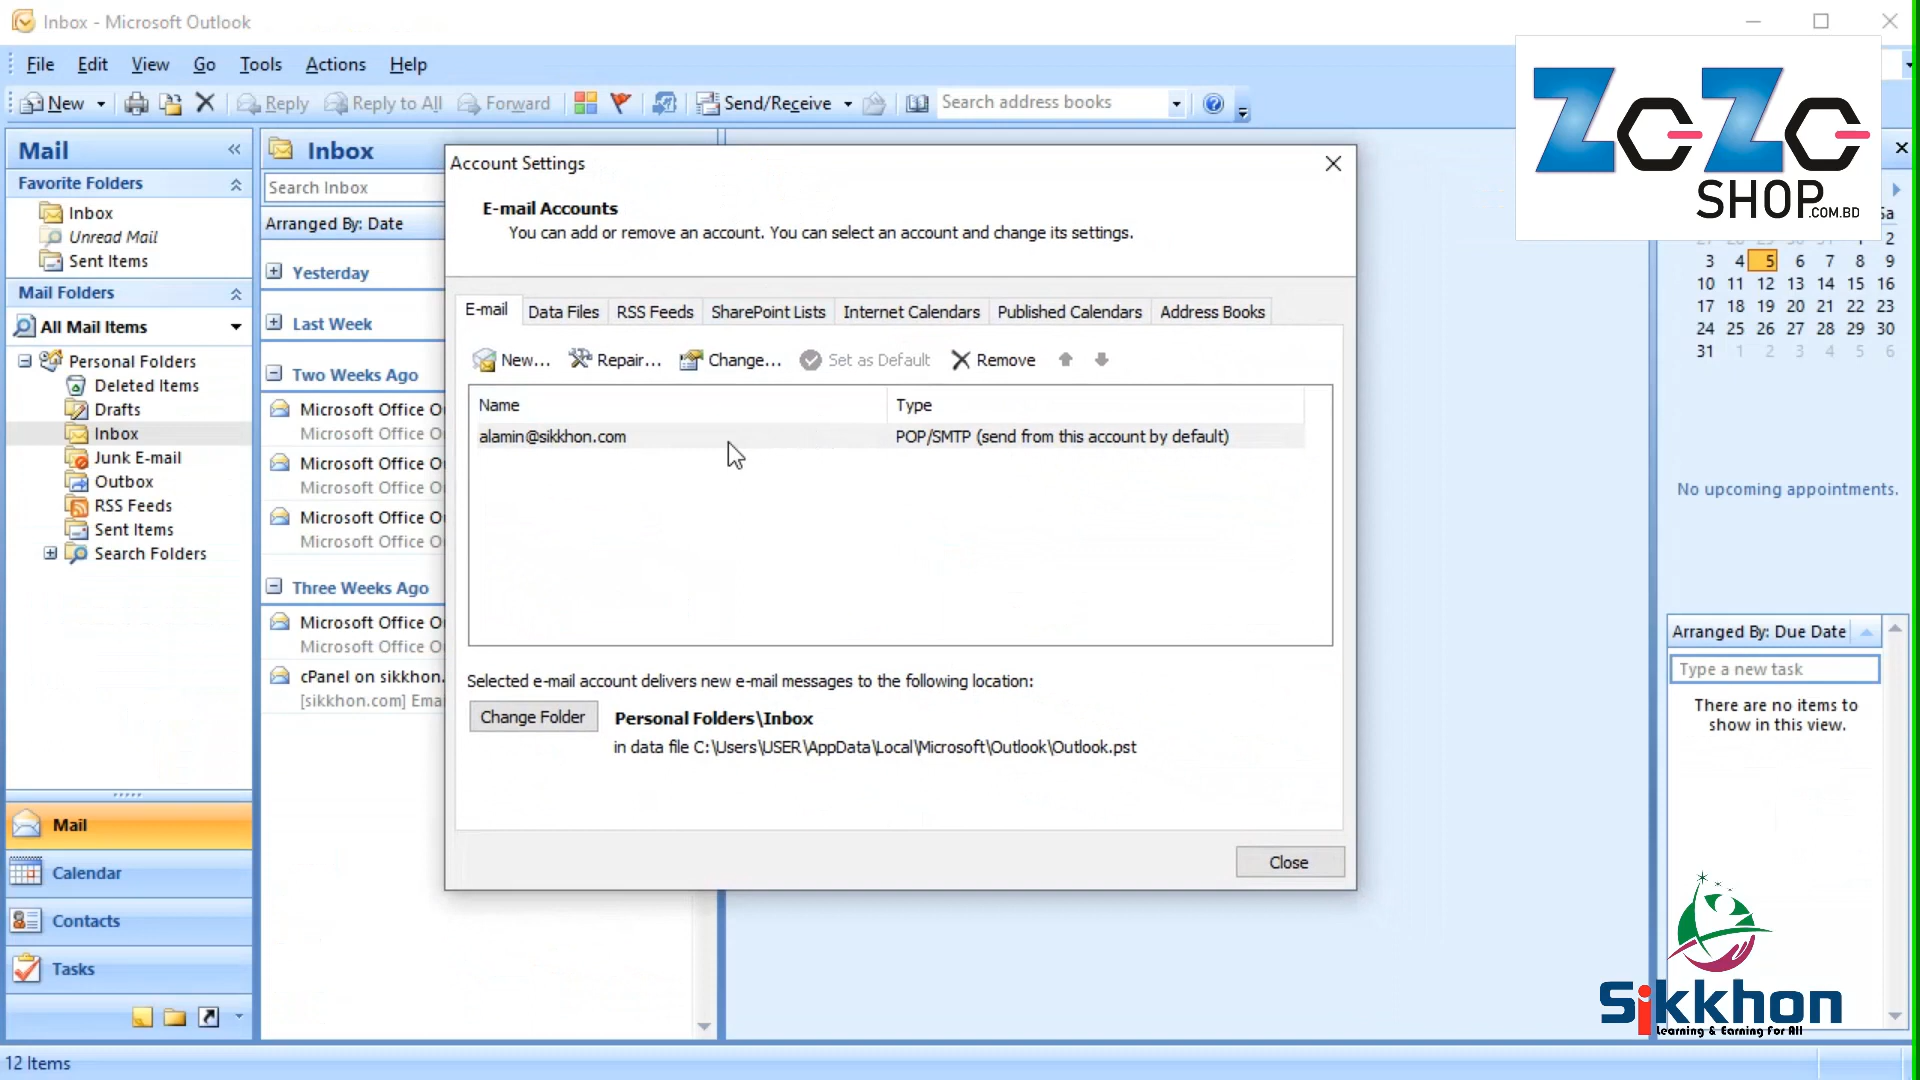 Inbox - Microsoft Outlook
File Edit View Go Tools Actions Help
New Reply Reply to All Forward Send/Receive Search address books
ZoZo
SHOP.COM.BD
Mail
Favorite Folders
Inbox
Unread Mail
Sent Items
Mail Folders
All Mail Items
Personal Folders
Deleted Items
Drafts
Inbox
Junk E-mail
Outbox
RSS Feeds
Sent Items
Search Folders
Mail
Calendar
Contacts
Tasks
12 Items
Inbox
Search Inbox
Arranged By: Date
Yesterday
Last Week
Two Weeks Ago
Microsoft Office O
Microsoft Office O
Microsoft Office O
Microsoft Office O
Microsoft Office O
Microsoft Office O
Three Weeks Ago
Microsoft Office O
Microsoft Office O
cPanel on sikkhon.
[sikkhon.com] Emai
Account Settings
E-mail Accounts
You can add or remove an account. You can select an account and change its settings.
E-mail Data Files RSS Feeds SharePoint Lists Internet Calendars Published Calendars Address Books
New... Repair... Change... Set as Default Remove
Name Type
alamin@sikkhon.com POP/SMTP (send from this account by default)
Selected e-mail account delivers new e-mail messages to the following location:
Change Folder Personal Folders\Inbox
in data file C:\Users\USER\AppData\Local\Microsoft\Outlook\Outlook.pst
Close
Sa
1 2
3 4 5 6 7 8 9
10 11 12 13 14 15 16
17 18 19 20 21 22 23
24 25 26 27 28 29 30
31 1 2 3 4 5 6
No upcoming appointments.
Arranged By: Due Date
Type a new task
There are no items to
show in this view.
Sikkhon
Learning & Earning For All